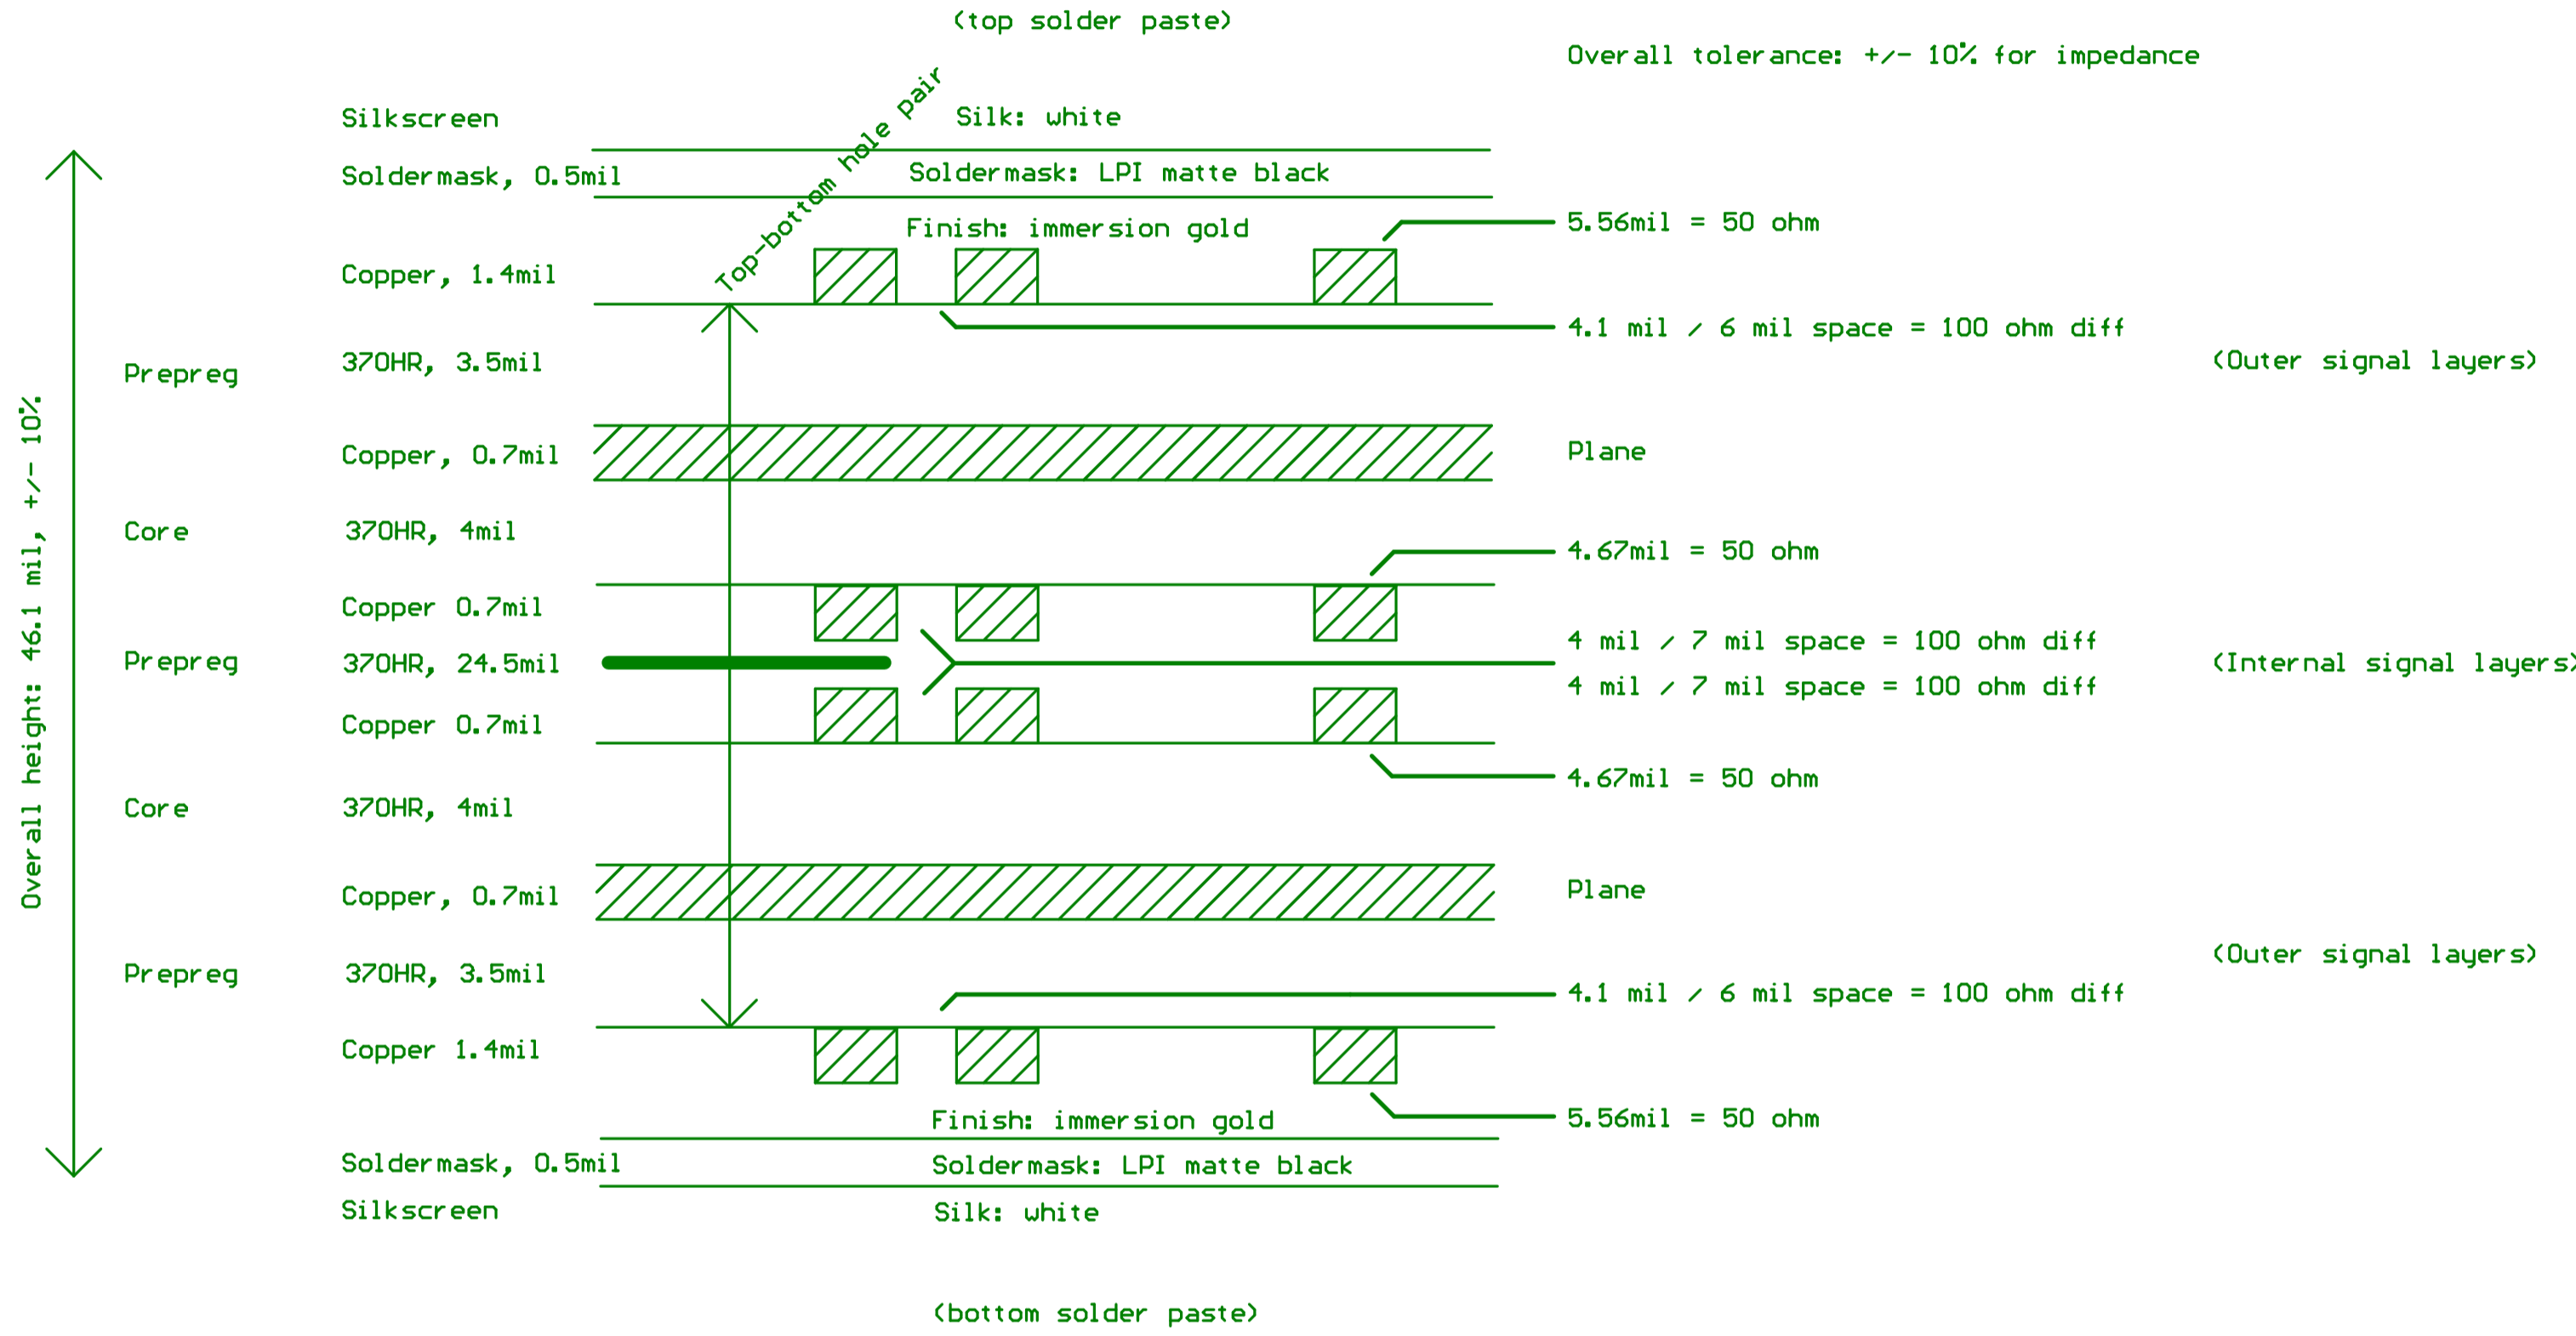 (top solder paste)
Overall tolerance: +/- 10% for impedance
Silkscreen
Silk: white
Soldermask, 0.5mil
Soldermask: LPI matte black
Top-bottom hole pair
Finish: immersion gold
5.56mil = 50 ohm
Copper, 1.4mil
4.1 mil / 6 mil space = 100 ohm diff
Prepreg
370HR, 3.5mil
(Outer signal layers)
Copper, 0.7mil
Plane
Core
370HR, 4mil
4.67mil = 50 ohm
Overall height: 46.1 mil, +/- 10%
Copper 0.7mil
4 mil / 7 mil space = 100 ohm diff
Prepreg
370HR, 24.5mil
(Internal signal layers)
4 mil / 7 mil space = 100 ohm diff
Copper 0.7mil
4.67mil = 50 ohm
Core
370HR, 4mil
Copper, 0.7mil
Plane
(Outer signal layers)
Prepreg
370HR, 3.5mil
4.1 mil / 6 mil space = 100 ohm diff
Copper 1.4mil
Finish: immersion gold
5.56mil = 50 ohm
Soldermask, 0.5mil
Soldermask: LPI matte black
Silkscreen
Silk: white
(bottom solder paste)